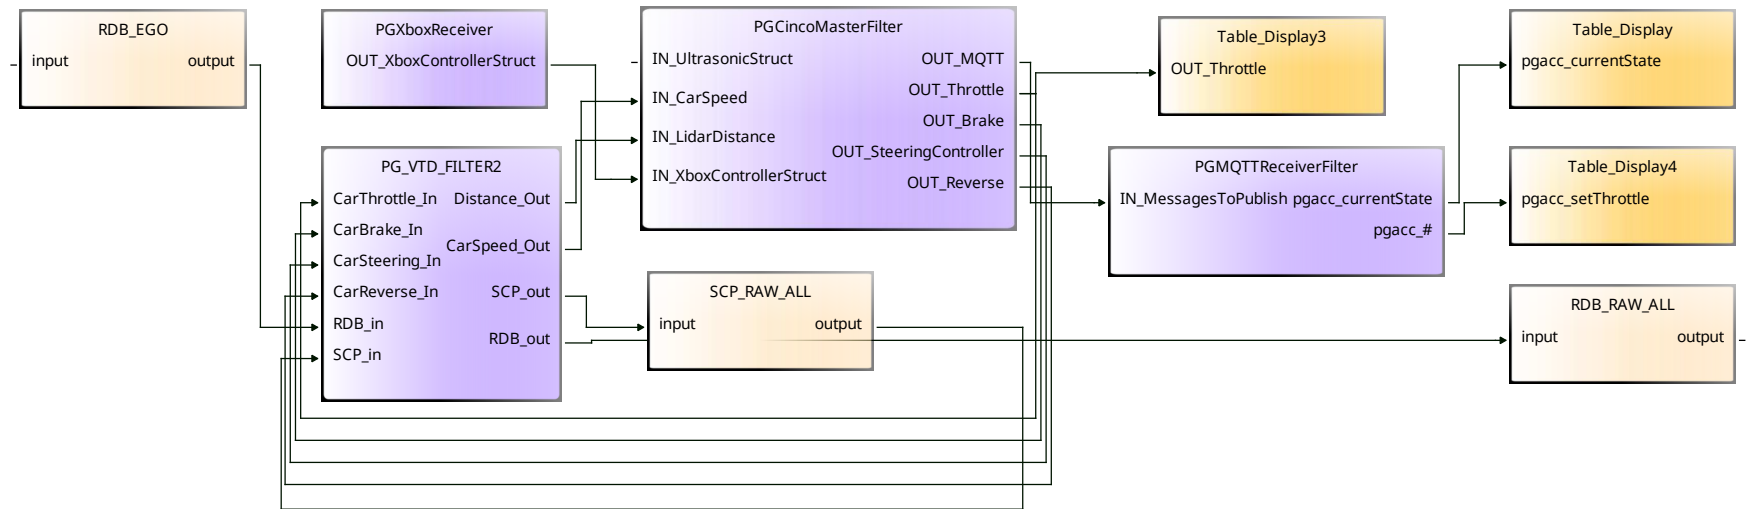 RDB_EGO
input
output
PGXboxReceiver
OUT_XboxControllerStruct
PGCincoMasterFilter
IN_UltrasonicStruct
IN_CarSpeed
IN_LidarDistance
IN_XboxControllerStruct
OUT_MQTT
OUT_Throttle
OUT_Brake
OUT_SteeringController
OUT_Reverse
Table_Display3
OUT_Throttle
Table_Display
pgacc_currentState
PG_VTD_FILTER2
CarThrottle_In
CarBrake_In
CarSteering_In
CarReverse_In
RDB_in
SCP_in
Distance_Out
CarSpeed_Out
SCP_out
RDB_out
PGMQTTReceiverFilter
IN_MessagesToPublish pgacc_currentState
pgacc_#
Table_Display4
pgacc_setThrottle
SCP_RAW_ALL
input
output
RDB_RAW_ALL
input
output